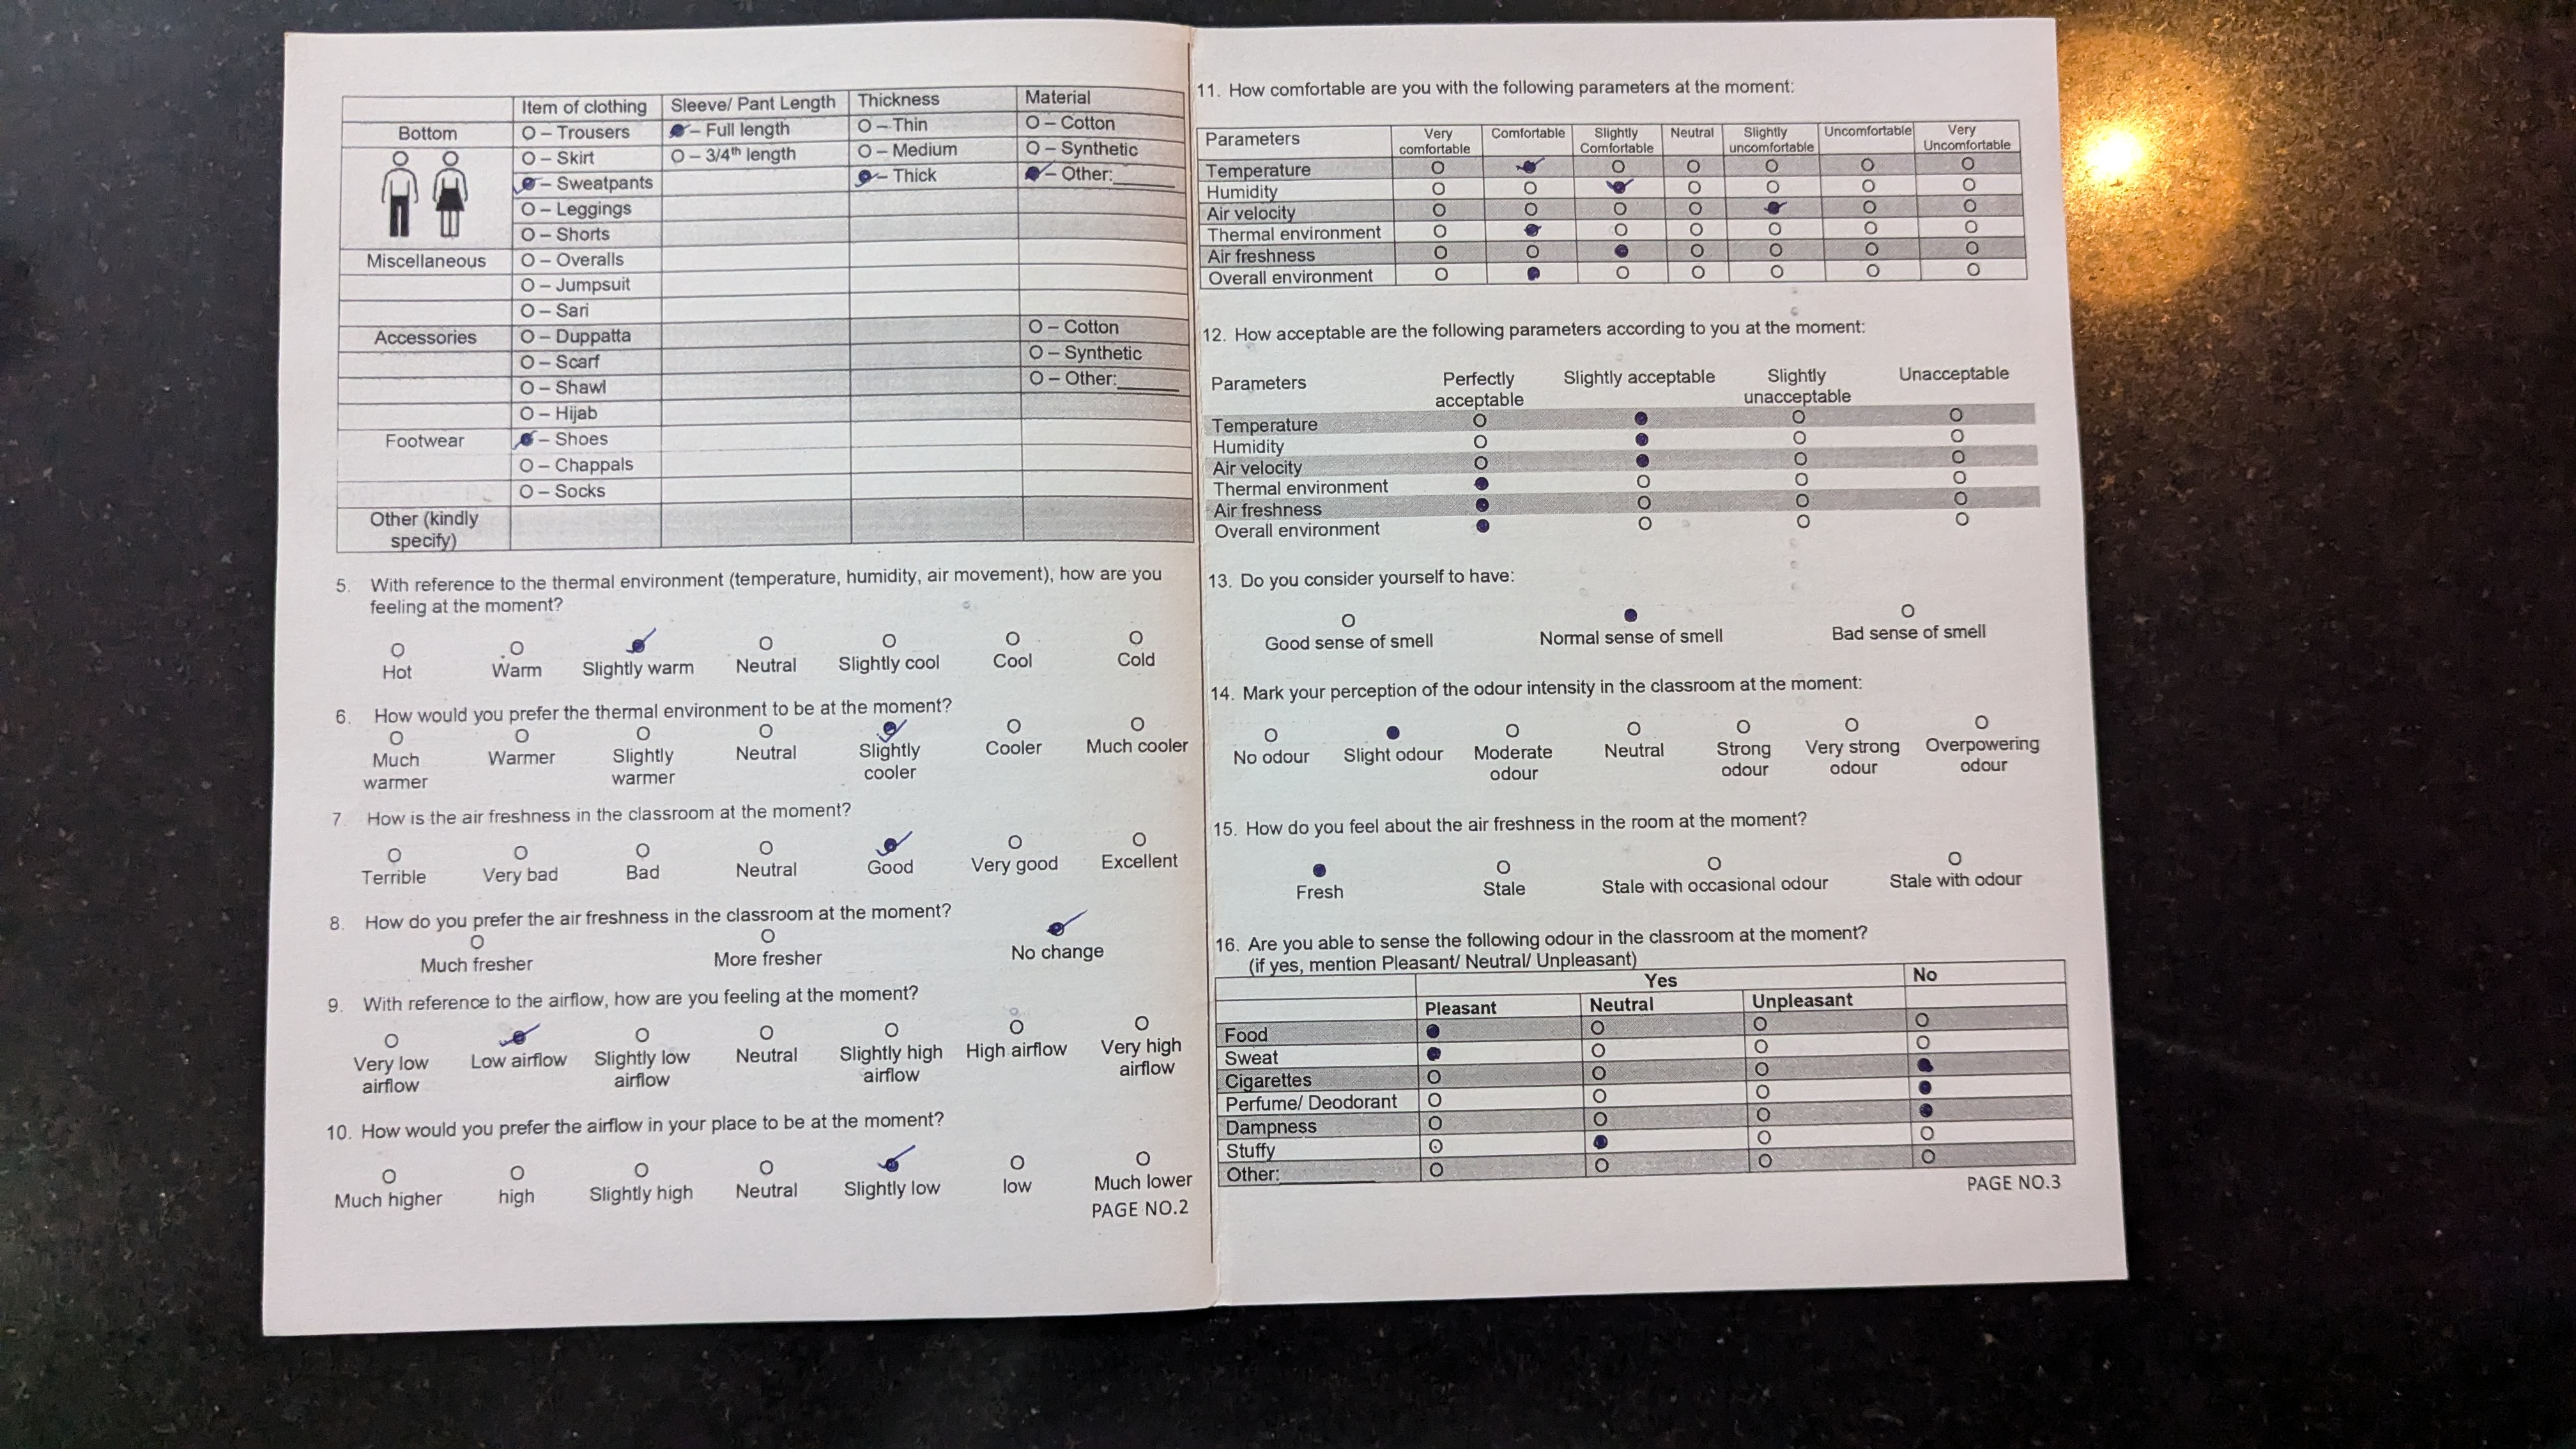 Item of clothing Sleeve/ Pant Length Thickness Material
Bottom O – Trousers – Full length O – Thin O – Cotton
O – Skirt O – 3/4th length O – Medium O – Synthetic
– Sweatpants – Thick – Other:______
O – Leggings
O – Shorts
Miscellaneous O – Overalls
O – Jumpsuit
O – Sari
Accessories O – Duppatta O – Cotton
O – Scarf O – Synthetic
O – Shawl O – Other:______
O – Hijab
Footwear – Shoes
O – Chappals
O – Socks
Other (kindly
specify)
5. With reference to the thermal environment (temperature, humidity, air movement), how are you
feeling at the moment?
Hot Warm Slightly warm Neutral Slightly cool Cool Cold
6. How would you prefer the thermal environment to be at the moment?
Much Warmer Slightly Neutral Slightly Cooler Much cooler
warmer warmer cooler
7. How is the air freshness in the classroom at the moment?
Terrible Very bad Bad Neutral Good Very good Excellent
8. How do you prefer the air freshness in the classroom at the moment?
Much fresher More fresher No change
9. With reference to the airflow, how are you feeling at the moment?
Very low Low airflow Slightly low Neutral Slightly high High airflow Very high
airflow airflow airflow airflow
10. How would you prefer the airflow in your place to be at the moment?
Much higher high Slightly high Neutral Slightly low low Much lower
PAGE NO.2
11. How comfortable are you with the following parameters at the moment:
Parameters Very Comfortable Slightly Neutral Slightly Uncomfortable Very
comfortable Comfortable uncomfortable Uncomfortable
Temperature
Humidity
Air velocity
Thermal environment
Air freshness
Overall environment
12. How acceptable are the following parameters according to you at the moment:
Parameters Perfectly Slightly acceptable Slightly Unacceptable
acceptable unacceptable
Temperature
Humidity
Air velocity
Thermal environment
Air freshness
Overall environment
13. Do you consider yourself to have:
Good sense of smell Normal sense of smell Bad sense of smell
14. Mark your perception of the odour intensity in the classroom at the moment:
No odour Slight odour Moderate Neutral Strong Very strong Overpowering
odour odour odour odour
15. How do you feel about the air freshness in the room at the moment?
Fresh Stale Stale with occasional odour Stale with odour
16. Are you able to sense the following odour in the classroom at the moment?
(if yes, mention Pleasant/ Neutral/ Unpleasant)
Yes No
Pleasant Neutral Unpleasant
Food
Sweat
Cigarettes
Perfume/ Deodorant
Dampness
Stuffy
Other:__________
PAGE NO.3